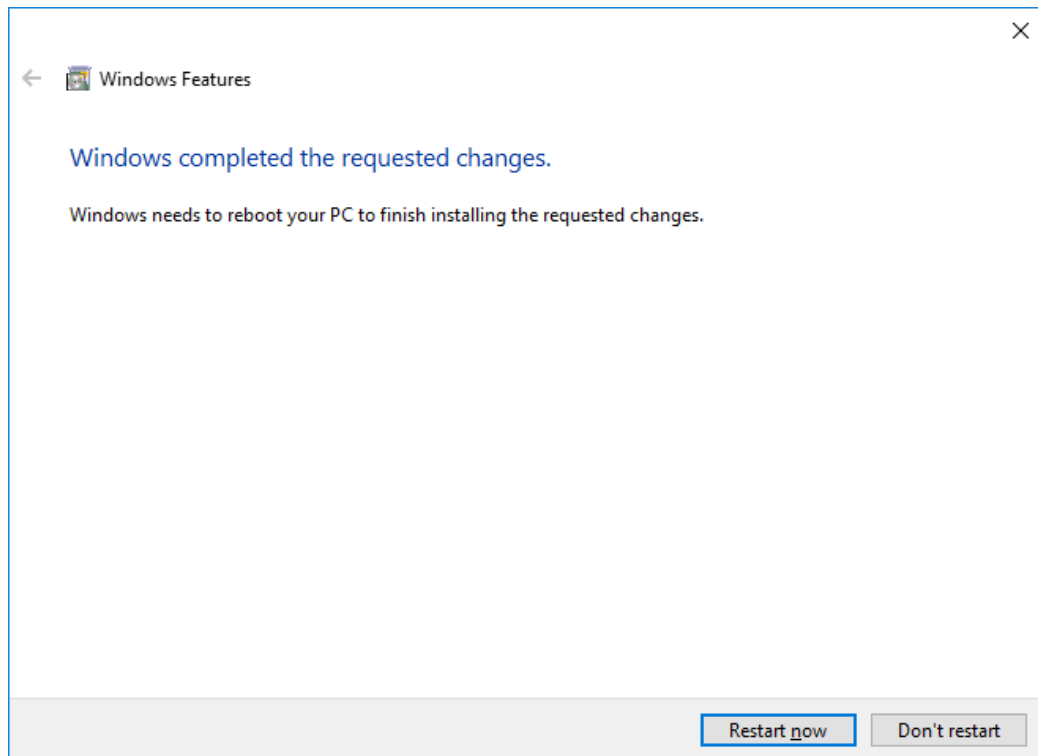 Windows Features
Windows completed the requested changes.
Windows needs to reboot your PC to finish installing the requested changes.
Restart now
Don't restart